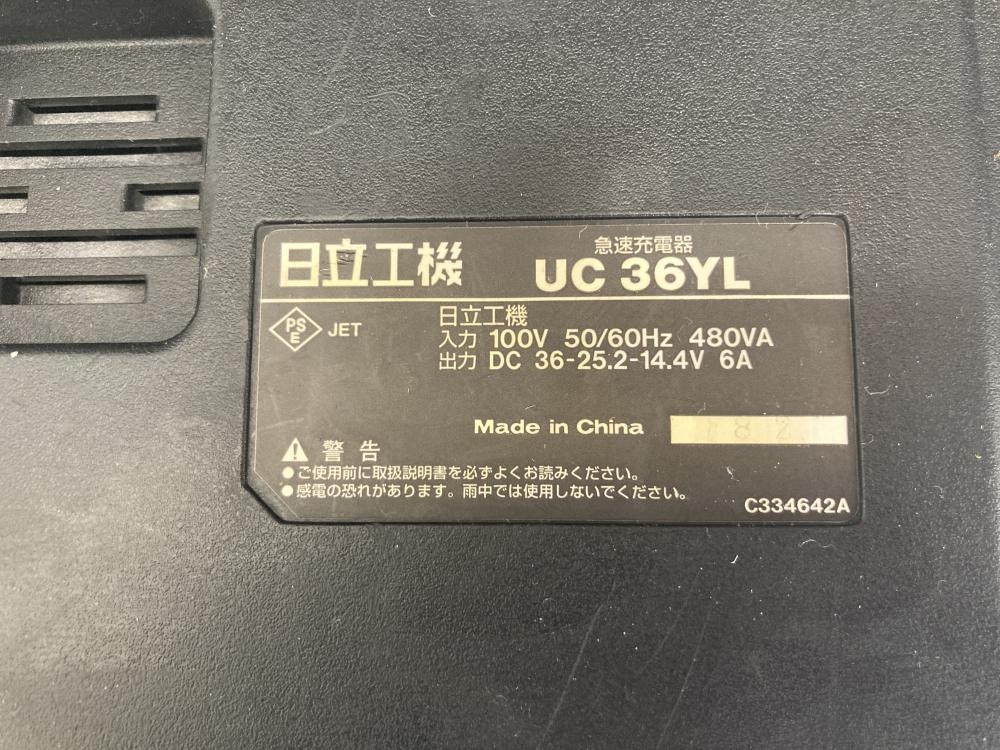 日立工機
急速充電器
UC 36YL
PS
E
JET
日立工機
入力 100V 50/60Hz 480VA
出力 DC 36-25.2-14.4V 6A
Made in China
警告
●ご使用前に取扱説明書を必ずよくお読みください。
●感電の恐れがあります。雨中では使用しないでください。
C334642A